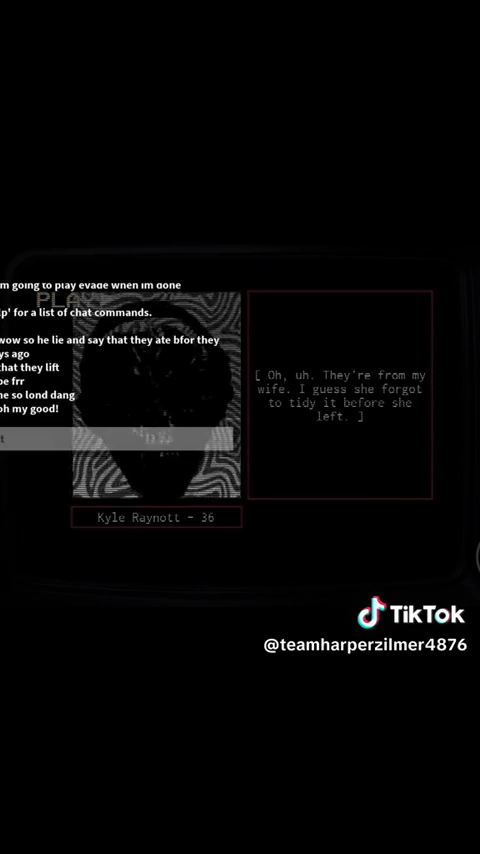 m going to play evade when im done
PLA
lp' for a list of chat commands.
wow so he lie and say that they ate bfor they
ys ago
that they lift
be frr
ne so lond dang
oh my good!
t
[ Oh, uh. They're from my
wife. I guess she forgot
to tidy it before she
left. ]
Kyle Raynott - 36
TikTok
@teamharperzilmer4876